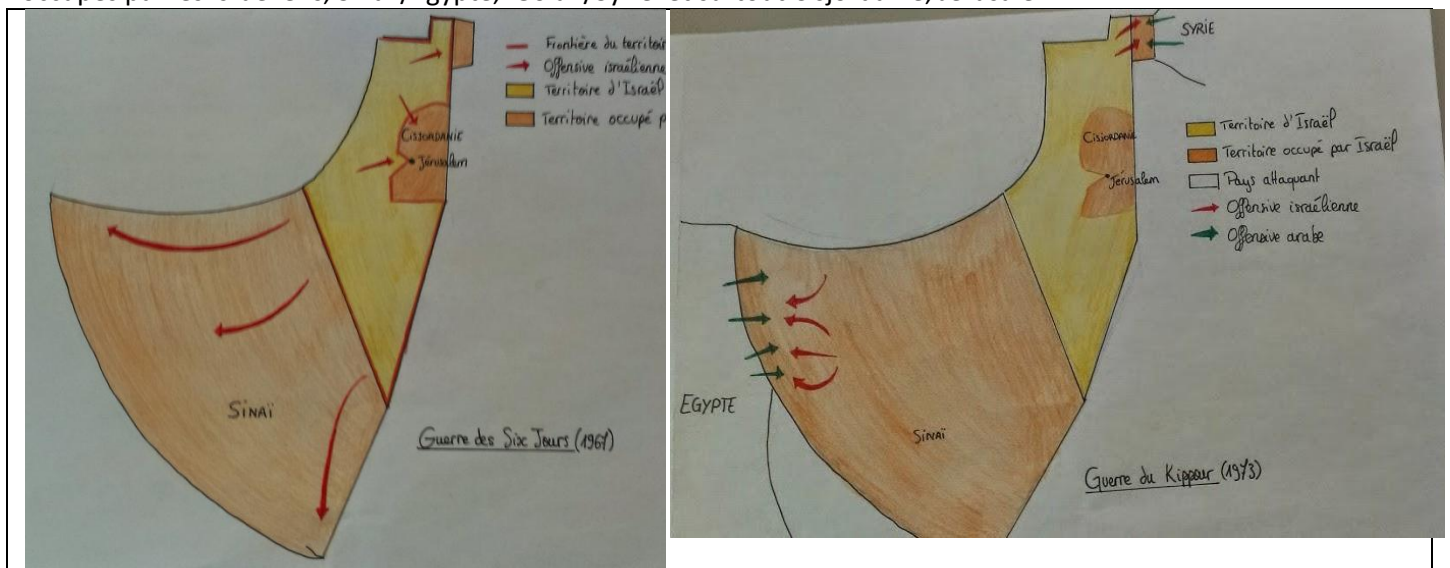 Frontière du territoir
Offensive israélienne
Territoire d'Israël
Territoire occupé p
CISJORDANIE
Jérusalem
SINAÏ
Guerre des Six Jours (1967)
SYRIE
Territoire d'Israël
Territoire occupé par Israël
Pays attaquant
Offensive israélienne
Offensive arabe
CISJORDANIE
Jérusalem
EGYPTE
SINAÏ
Guerre du Kippour (1973)